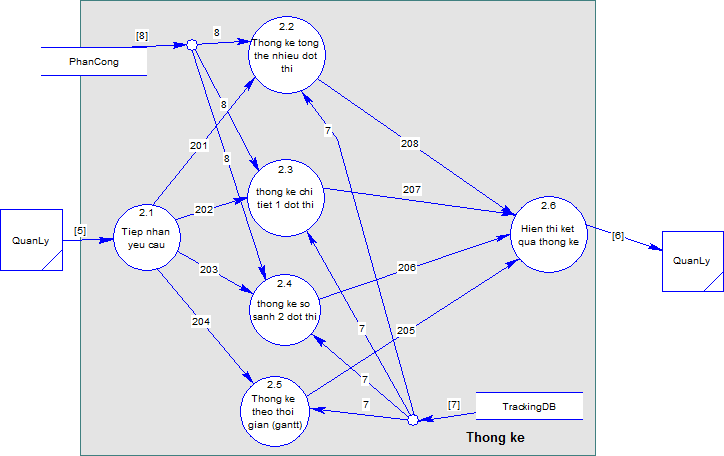 [8]
8
2.2
Thong ke tong
the nhieu dot
thi
PhanCong
8
7
201
208
8
2.3
thong ke chi
tiet 1 dot thi
207
202
2.1
Tiep nhan
yeu cau
2.6
Hien thi ket
qua thong ke
[5]
QuanLy
[6]
QuanLy
203
206
2.4
thong ke so
sanh 2 dot thi
204
7
205
7
2.5
Thong ke
theo thoi
gian (gantt)
7
[7]
TrackingDB
Thong ke